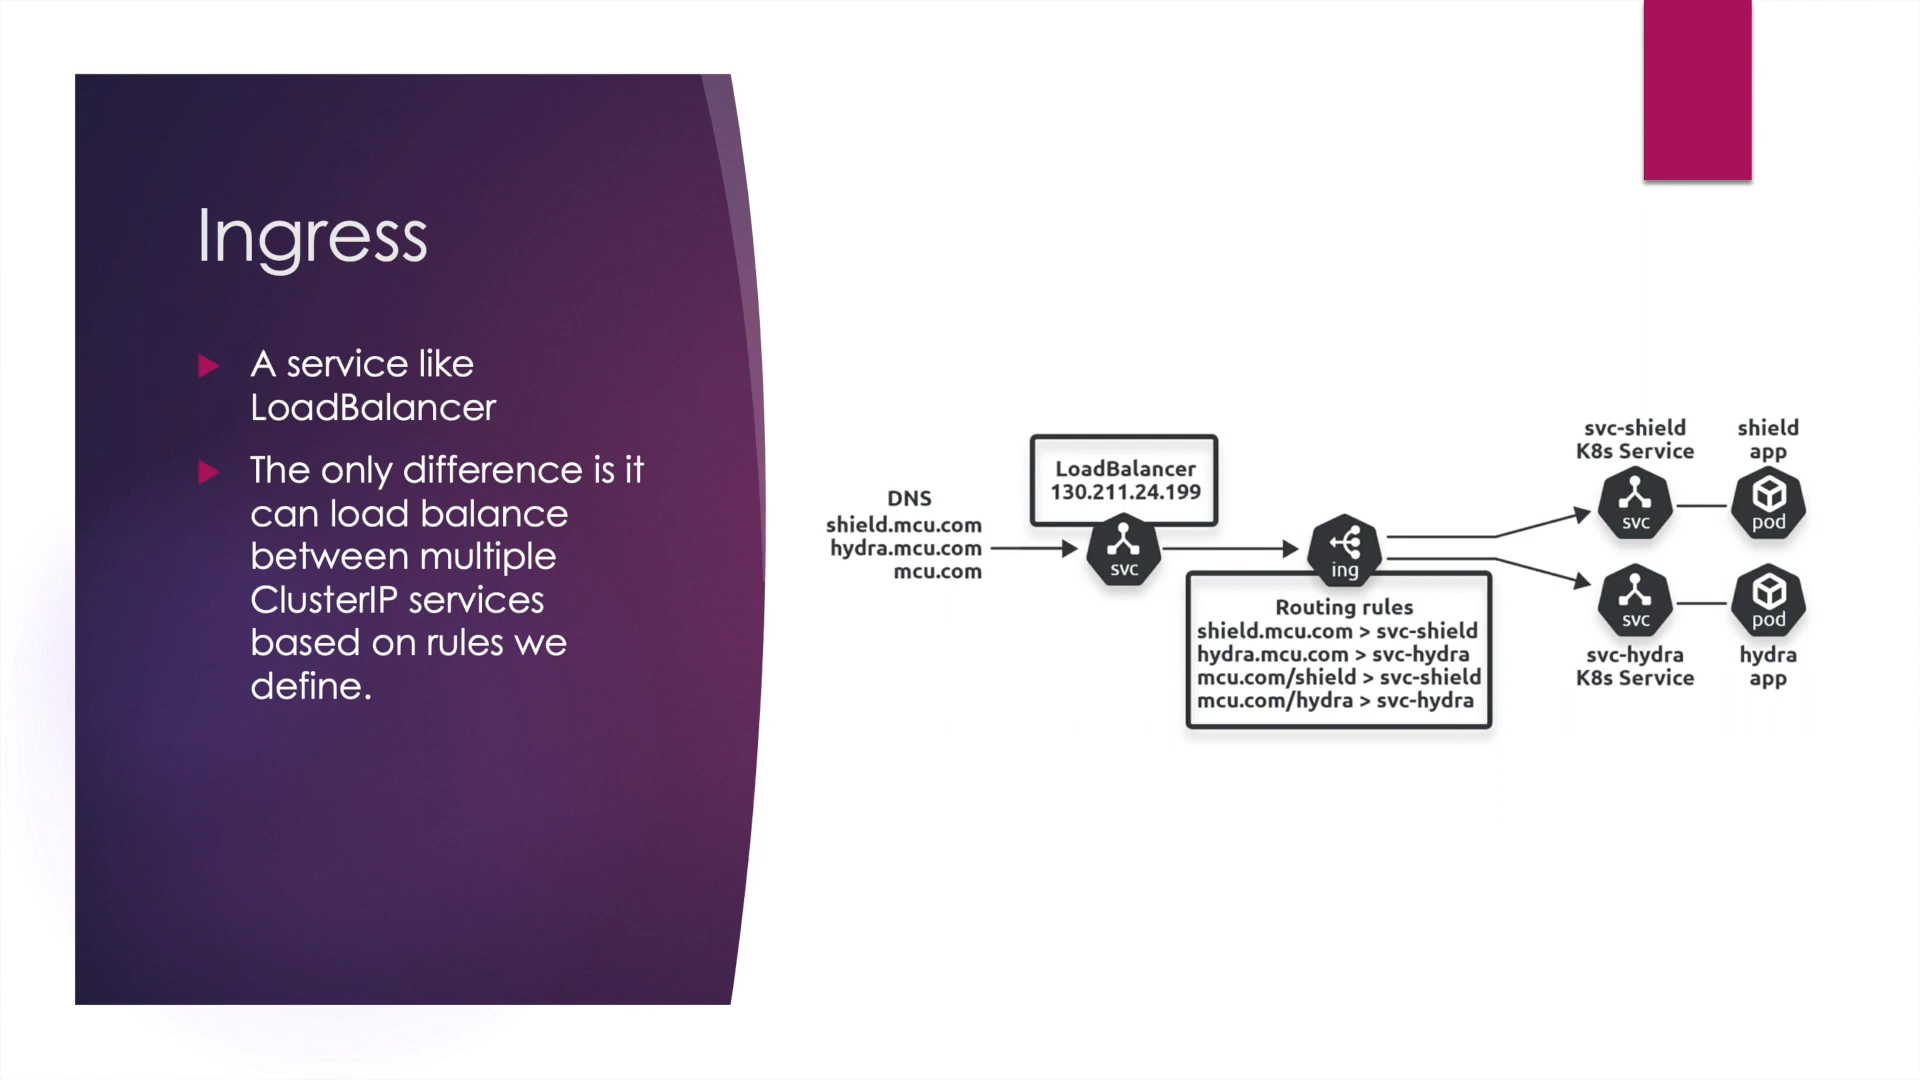 Ingress
A service like
LoadBalancer
The only difference is it
can load balance
between multiple
ClusterIP services
based on rules we
define.
DNS
shield.mcu.com
hydra.mcu.com
mcu.com
LoadBalancer
130.211.24.199
svc
ing
Routing rules
shield.mcu.com > svc-shield
hydra.mcu.com > svc-hydra
mcu.com/shield > svc-shield
mcu.com/hydra > svc-hydra
svc-shield
K8s Service
svc
shield
app
pod
svc
svc-hydra
K8s Service
pod
hydra
app